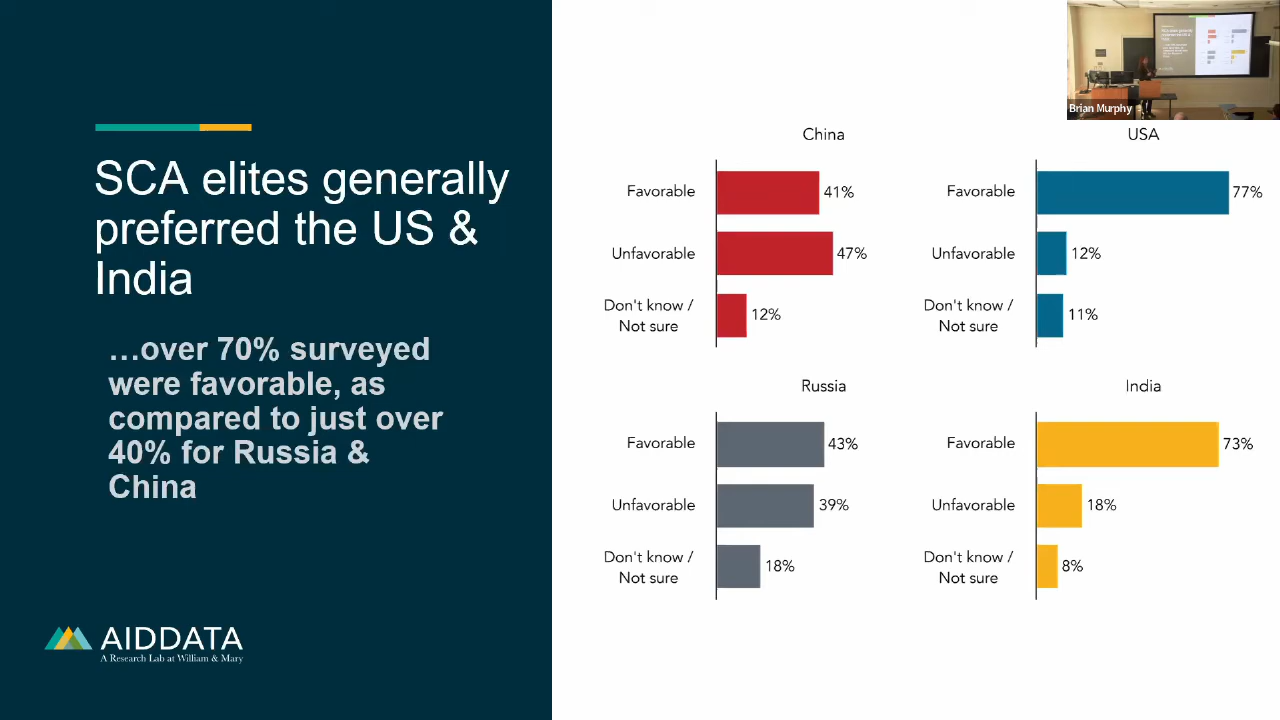 SCA elites generally
preferred the US &
India
…over 70% surveyed
were favorable, as
compared to just over
40% for Russia &
China
AIDDATA
A Research Lab at William & Mary
Brian Murphy
China
Favorable 41%
Unfavorable 47%
Don't know /
Not sure 12%
USA
Favorable 77%
Unfavorable 12%
Don't know /
Not sure 11%
Russia
Favorable 43%
Unfavorable 39%
Don't know /
Not sure 18%
India
Favorable 73%
Unfavorable 18%
Don't know /
Not sure 8%